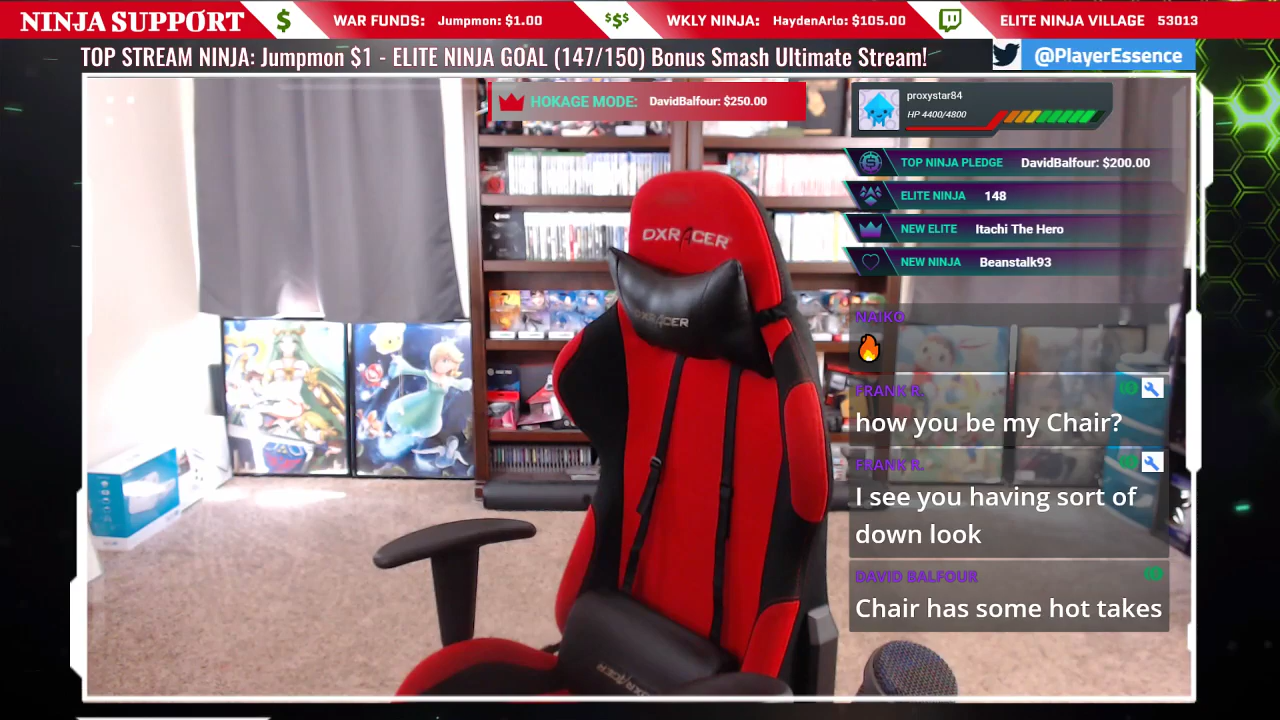 NINJA SUPPORT
$
WAR FUNDS: Jumpmon: $1.00
$$$
WKLY NINJA: HaydenArlo: $105.00
ELITE NINJA VILLAGE 53013
TOP STREAM NINJA: Jumpmon $1 - ELITE NINJA GOAL (147/150) Bonus Smash Ultimate Stream!
@PlayerEssence
HOKAGE MODE: DavidBalfour: $250.00
proxystar84
HP 4400/4800
TOP NINJA PLEDGE DavidBalfour: $200.00
ELITE NINJA 148
NEW ELITE Itachi The Hero
NEW NINJA Beanstalk93
DXRACER
DXRACER
DXRACER
NAIKO
FRANK R.
how you be my Chair?
FRANK R.
I see you having sort of
down look
DAVID BALFOUR
Chair has some hot takes